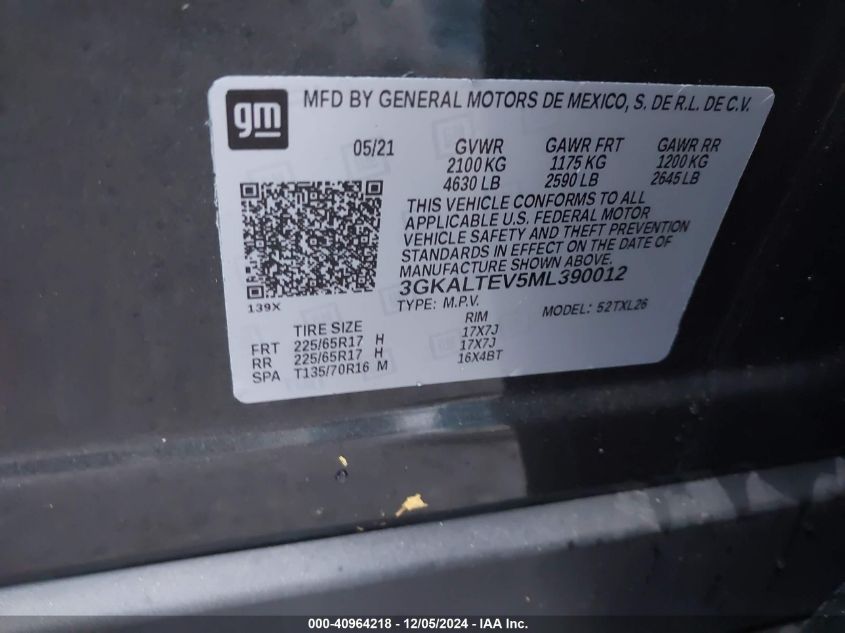 gm
MFD BY GENERAL MOTORS DE MEXICO, S. DE R.L. DE C.V.
05/21 GVWR GAWR FRT GAWR RR
2100 KG 1175 KG 1200 KG
4630 LB 2590 LB 2645 LB
THIS VEHICLE CONFORMS TO ALL
APPLICABLE U.S. FEDERAL MOTOR
VEHICLE SAFETY AND THEFT PREVENTION
STANDARDS IN EFFECT ON THE DATE OF
MANUFACTURE SHOWN ABOVE.
3GKALTEV5ML390012
139X TYPE: M.P.V. MODEL: 52TXL26
TIRE SIZE RIM
FRT 225/65R17 H 17X7J
RR 225/65R17 H 17X7J
SPA T135/70R16 M 16X4BT
000-40964218 - 12/05/2024 - IAA Inc.